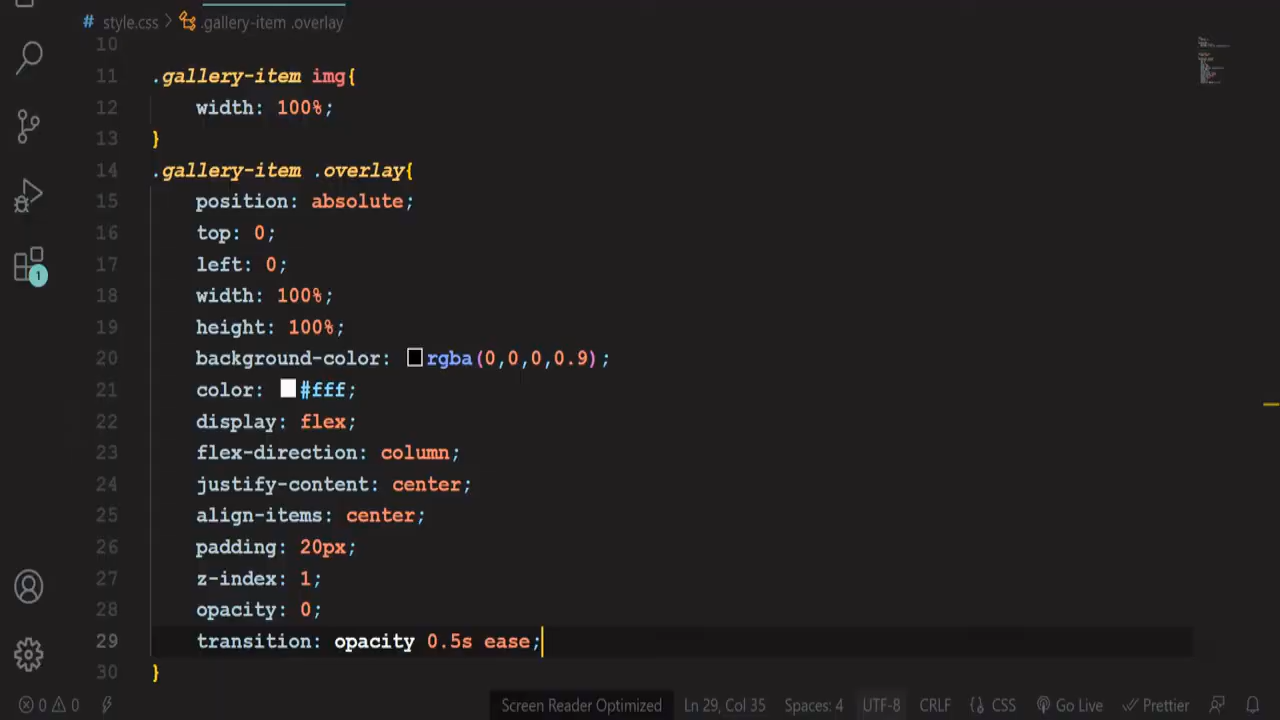 # style.css > .gallery-item .overlay
10
11 .gallery-item img{
12 width: 100%;
13 }
14 .gallery-item .overlay{
15 position: absolute;
16 top: 0;
17 left: 0;
18 width: 100%;
19 height: 100%;
20 background-color: rgba(0,0,0,0.9);
21 color: #fff;
22 display: flex;
23 flex-direction: column;
24 justify-content: center;
25 align-items: center;
26 padding: 20px;
27 z-index: 1;
28 opacity: 0;
29 transition: opacity 0.5s ease;
30 }
1
0 0 Screen Reader Optimized Ln 29, Col 35 Spaces: 4 UTF-8 CRLF {} CSS Go Live Prettier